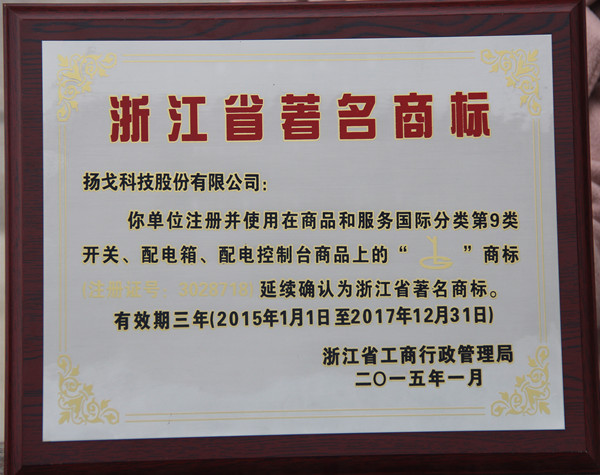 浙江省著名商标
扬戈科技股份有限公司：
你单位注册并使用在商品和服务国际分类第9类
开关、配电箱、配电控制台商品上的“ ”商标
(注册证号：3022718)延续确认为浙江省著名商标。
有效期三年(2015年1月1日至2017年12月31日)
浙江省工商行政管理局
二〇一五年一月